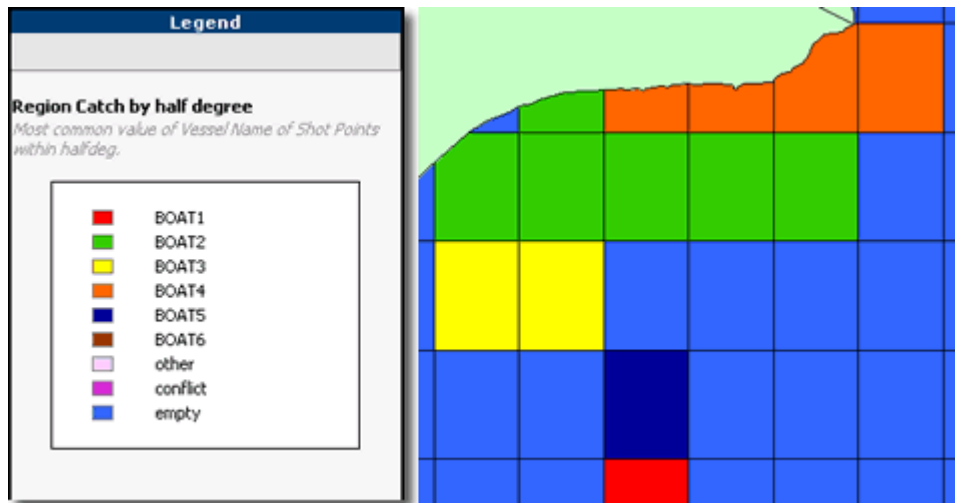 Legend
Region Catch by half degree
Most common value of Vessel Name of Shot Points
within halfdeg.
BOAT1
BOAT2
BOAT3
BOAT4
BOAT5
BOAT6
other
conflict
empty